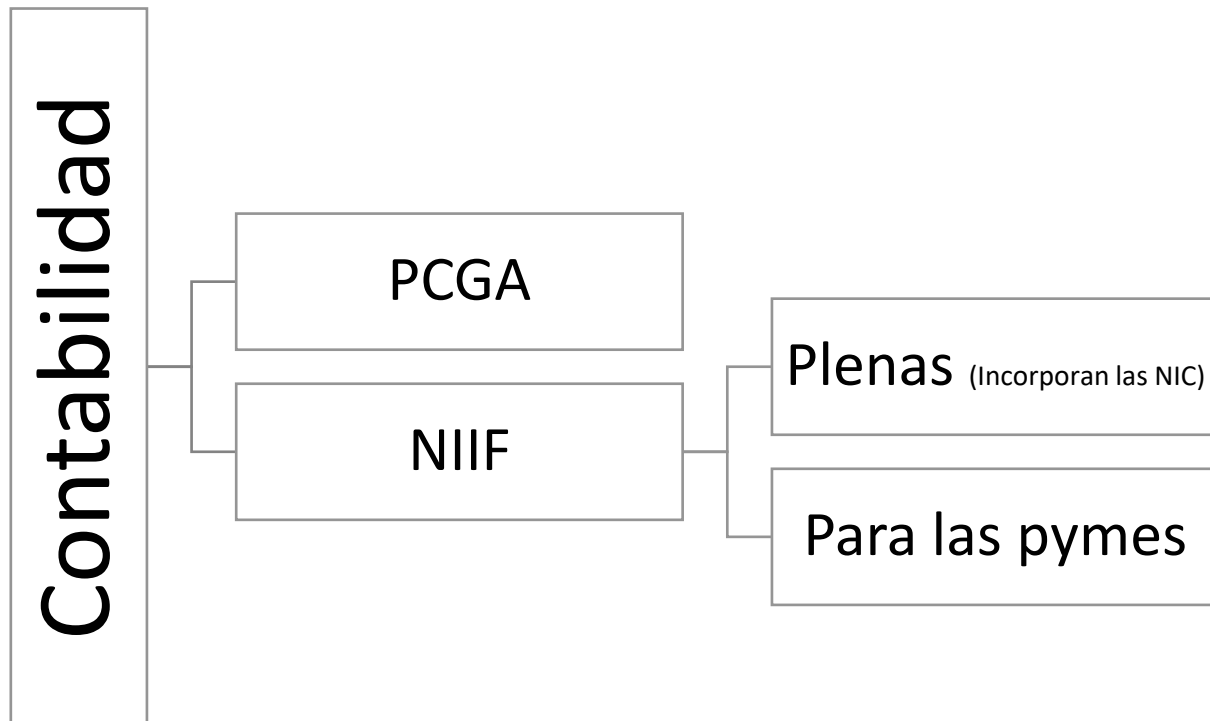 Contabilidad
PCGA
NIIF
Plenas (Incorporan las NIC)
Para las pymes